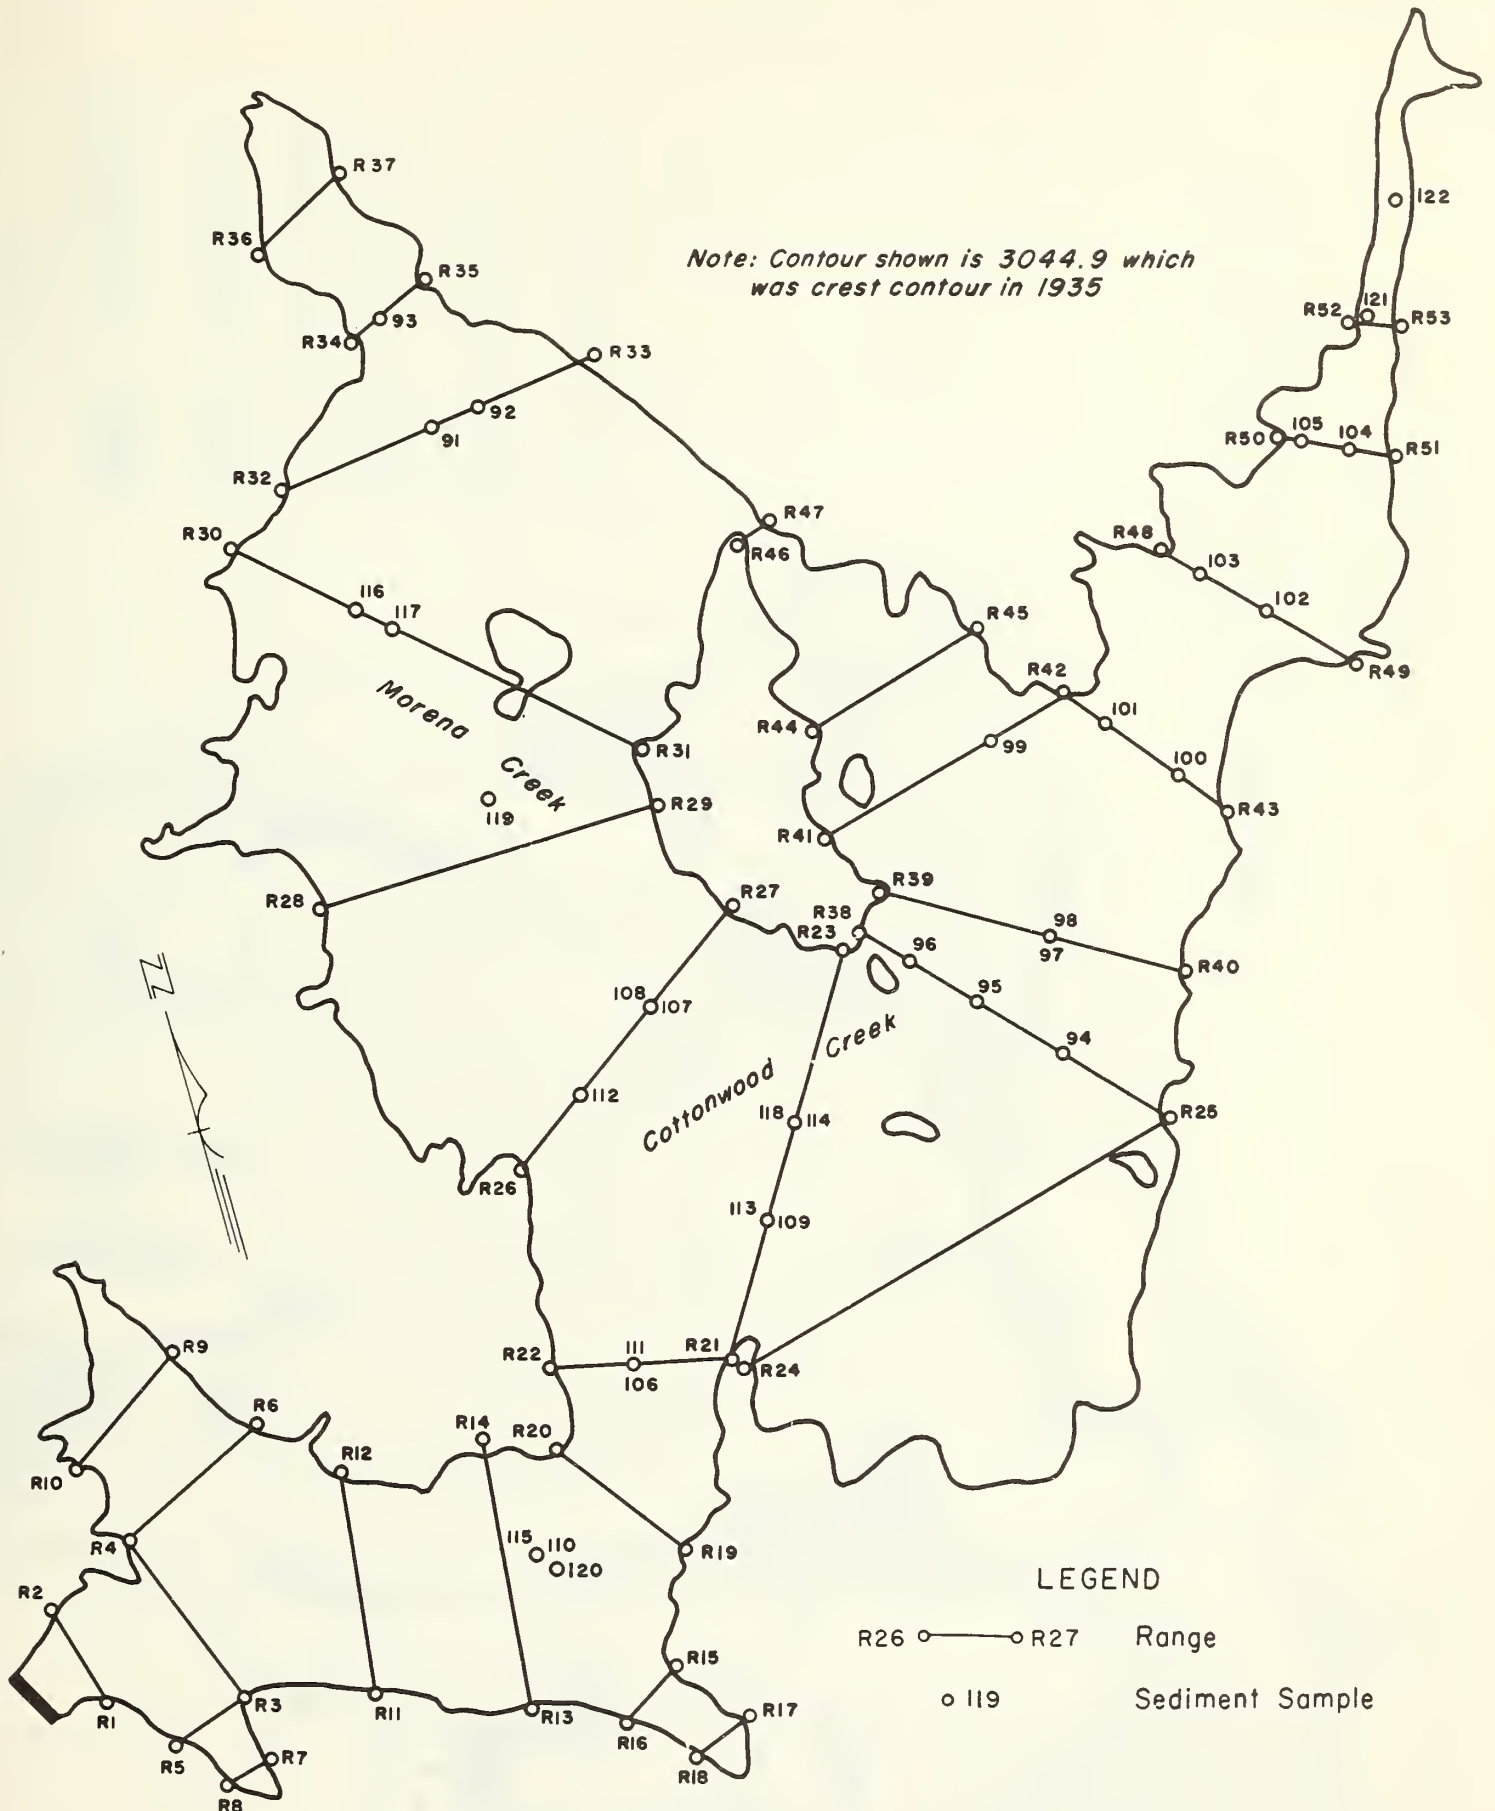 R37
R36
R35
93
R34
R33
92
91
R32
R30
116
117
Note: Contour shown is 3044.9 which
was crest contour in 1935
122
121
R52
R53
R50
105
104
R51
R48
103
102
R49
R47
R46
R45
R42
101
R44
99
100
R43
R31
Morena
Creek
R29
119
R41
R39
R28
R27
R38
R23
96
98
97
R40
95
108
107
94
Creek
Cottonwood
112
118
114
R25
N
R26
113
109
R9
R22
111
106
R21
R24
R6
R14
R20
R12
R10
R4
115
110
120
R19
R2
LEGEND
R26 R27 Range
119 Sediment Sample
R15
R1
R3
R11
R13
R16
R17
R5
R7
R18
R8